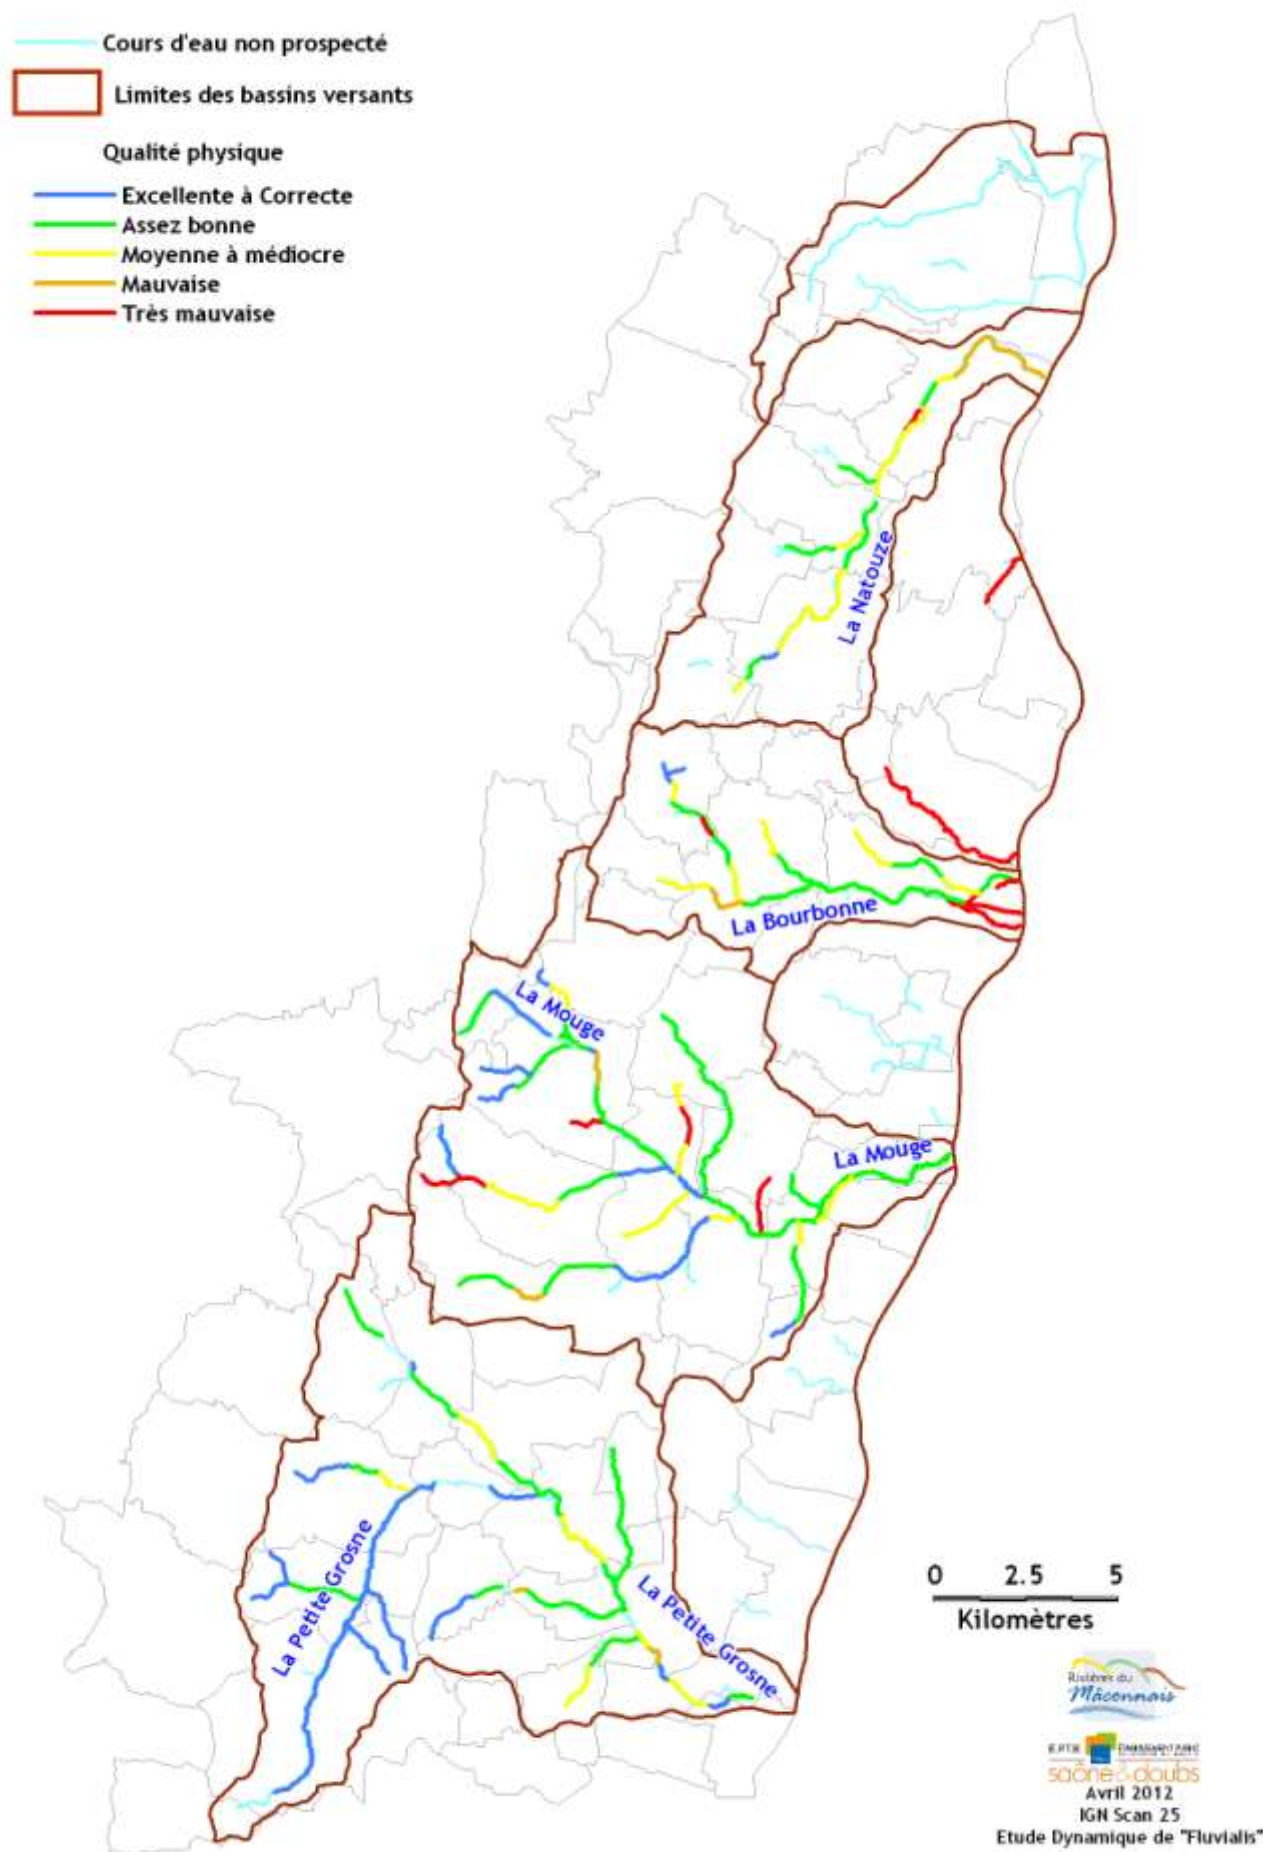 Cours d'eau non prospecté
Limites des bassins versants
Qualité physique
Excellente à Correcte
Assez bonne
Moyenne à médiocre
Mauvaise
Très mauvaise
La Natouze
La Bourbonne
La Mouge
La Mouge
La Petite Grosne
La Petite Grosne
0 2.5 5
Kilomètres
Rivières du
Mâconnais
saône & doubs
Avril 2012
IGN Scan 25
Etude Dynamique de "Fluvialis"